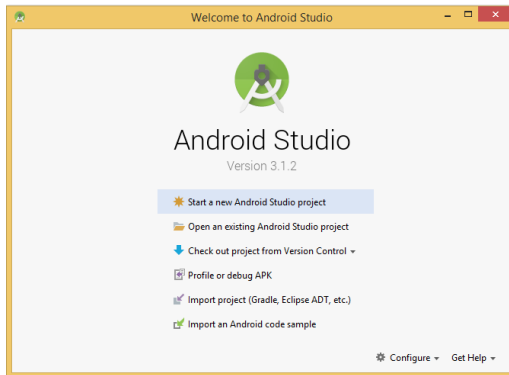 Welcome to Android Studio
Android Studio
Version 3.1.2
Start a new Android Studio project
Open an existing Android Studio project
Check out project from Version Control
Profile or debug APK
Import project (Gradle, Eclipse ADT, etc.)
Import an Android code sample
Configure Get Help